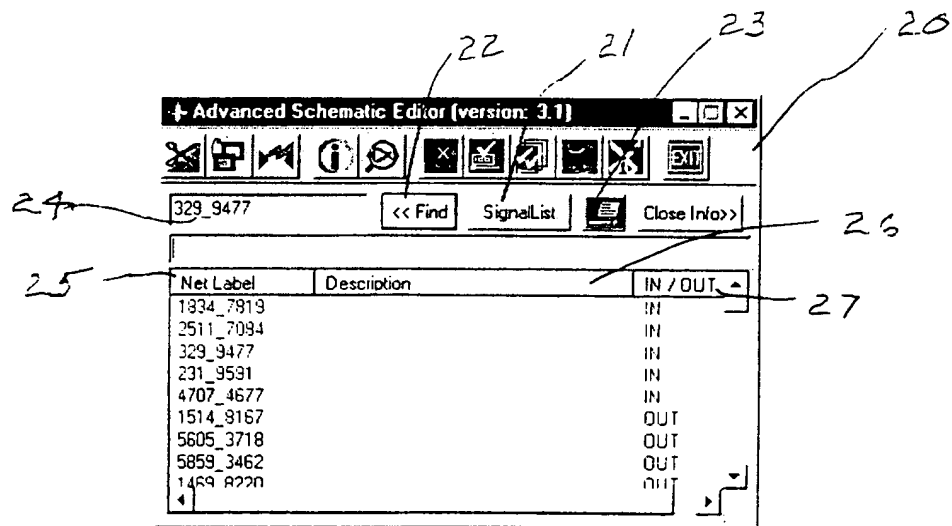 22 21 23 20
Advanced Schematic Editor (version: 3.1)
EXIT
24 329_9477 << Find SignalList Close Info>>
26
25 Net Label Description IN / OUT 27
1834_7819 IN
2511_7094 IN
329_9477 IN
231_9591 IN
4707_4677 IN
1514_8167 OUT
5605_3718 OUT
5859_3462 OUT
1469_8220 OUT